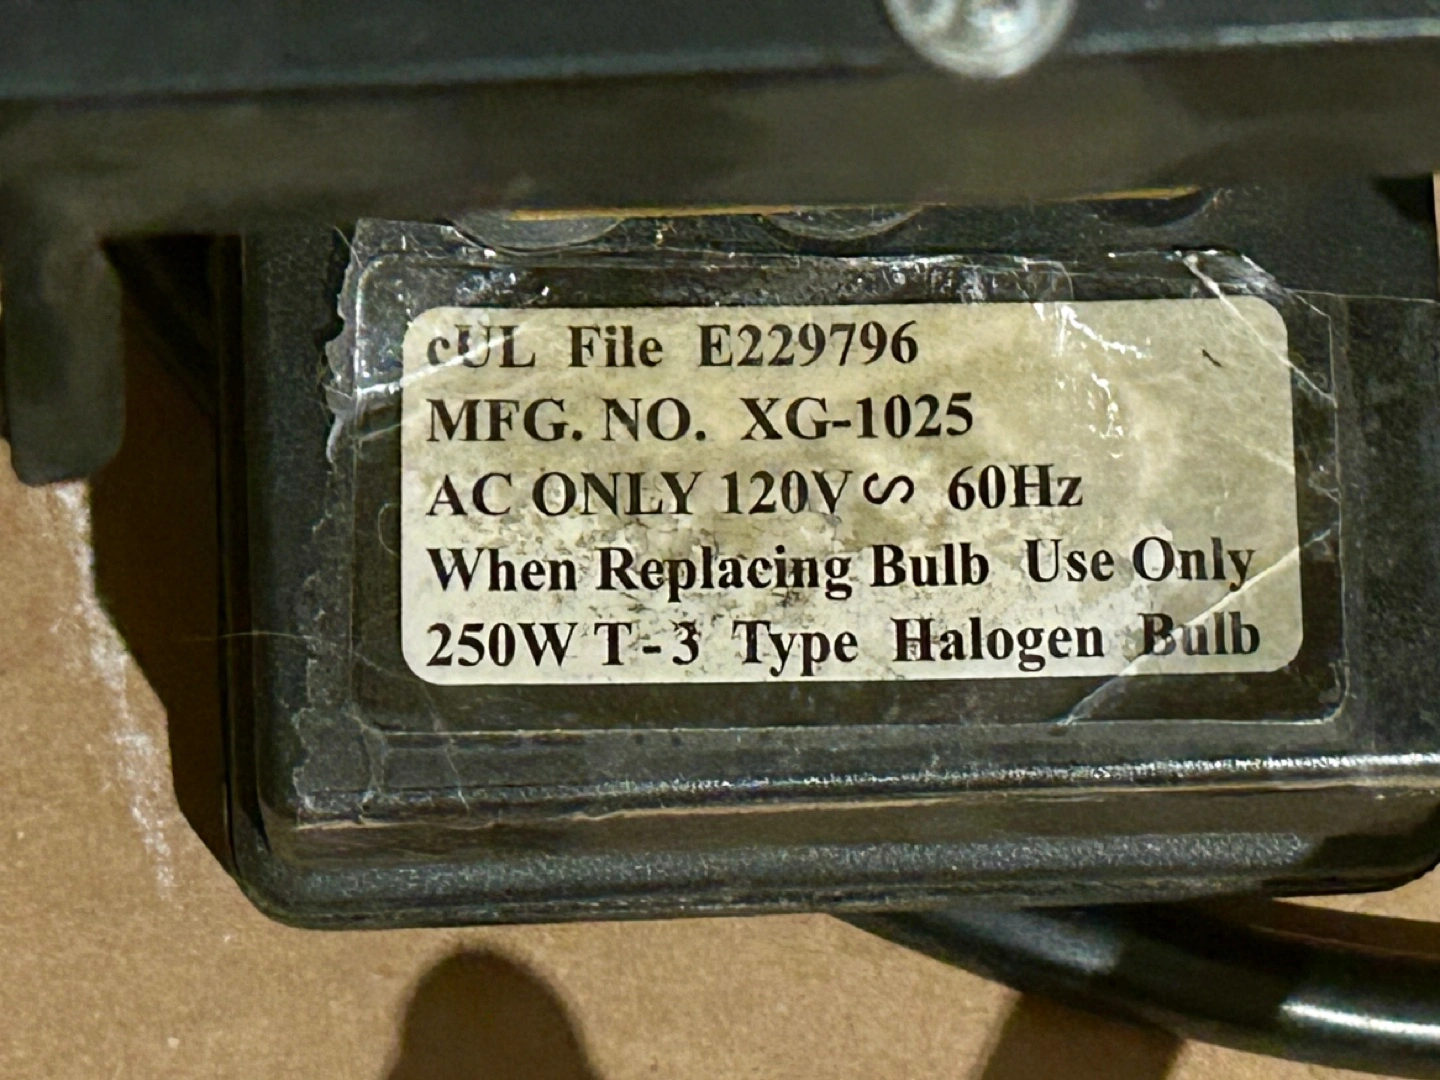 cUL File E229796
MFG. NO. XG-1025
AC ONLY 120V ∽ 60Hz
When Replacing Bulb Use Only
250W T-3 Type Halogen Bulb